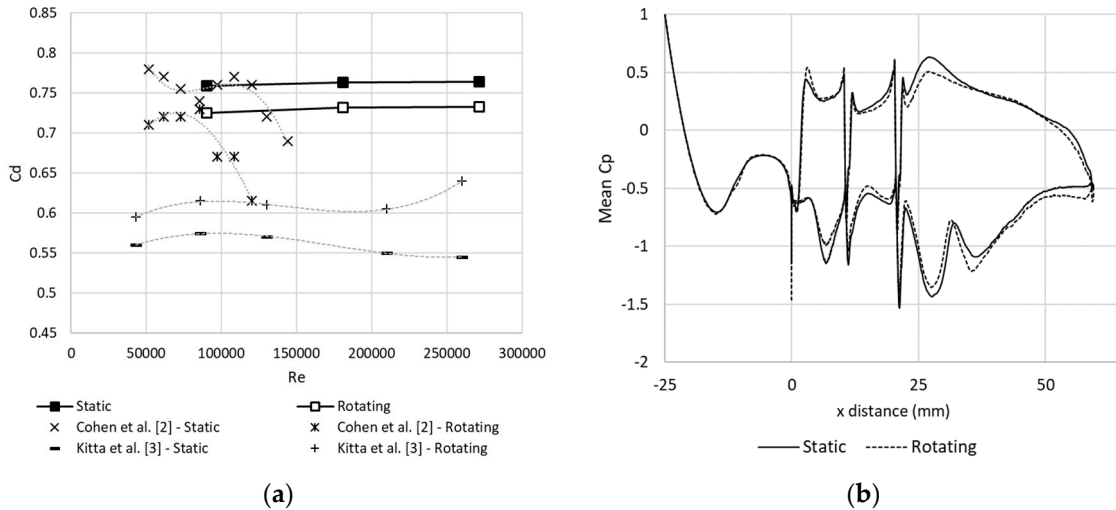 0.85
0.8
0.75
0.7
0.65
0.6
0.55
0.5
0.45
Cd
0 50000 100000 150000 200000 250000 300000
Re
Static Rotating
Cohen et al. [2] - Static Cohen et al. [2] - Rotating
Kitta et al. [3] - Static Kitta et al. [3] - Rotating
(a)
1
0.5
0
-0.5
-1
-1.5
-2
Mean Cp
-25 0 25 50
x distance (mm)
Static Rotating
(b)